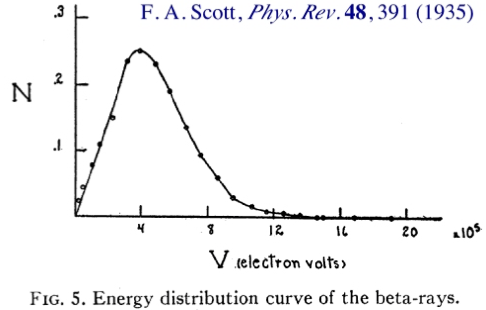 F. A. Scott, Phys. Rev. 48, 391 (1935)
.3
.2
.1
N
4 8 12 16 20 x10⁵
V (electron volts)
FIG. 5. Energy distribution curve of the beta-rays.